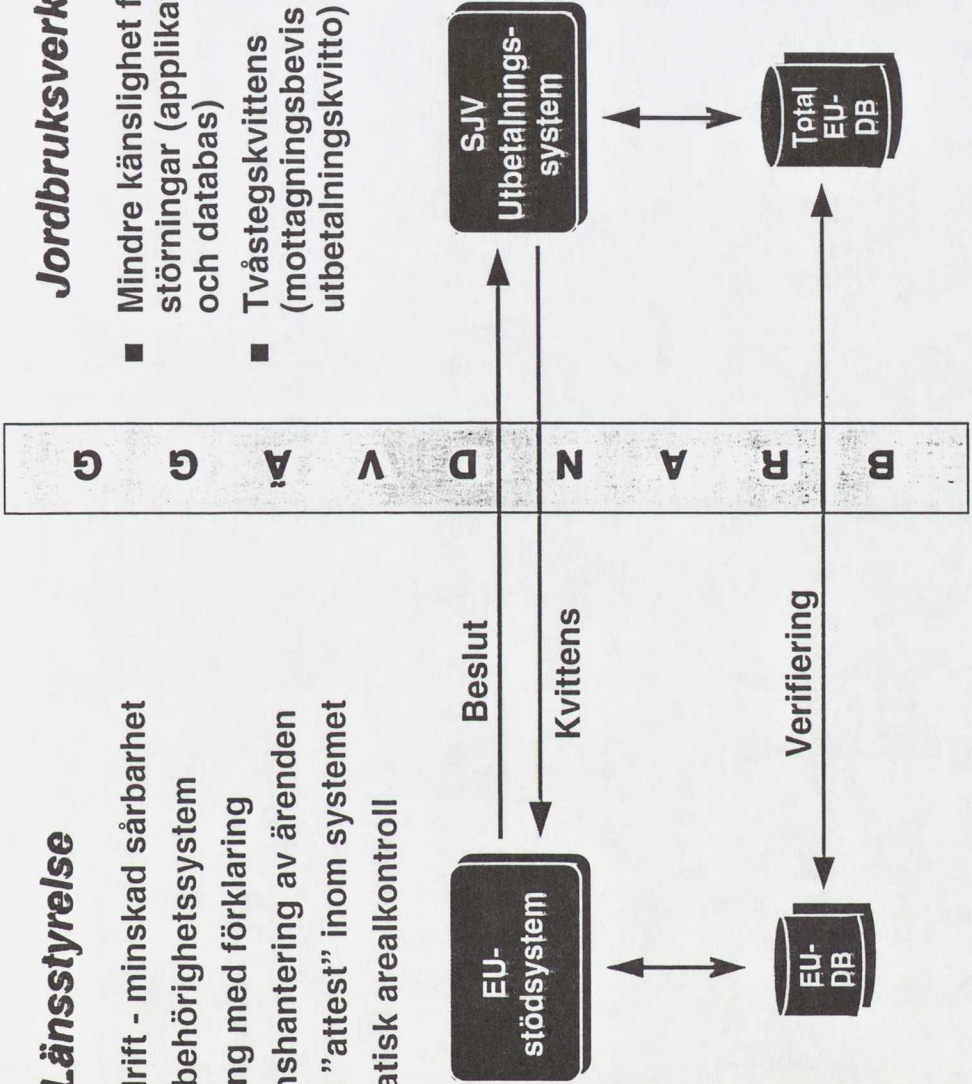 Länsstyrelse
drift - minskad sårbarhet
behörighetssystem
ng med förklaring
nshantering av ärenden
"attest" inom systemet
atisk arealkontroll
EU-
stödsystem
EU-
DB
Beslut
Kvittens
Verifiering
BRANDVÄGG
Jordbruksverk
■ Mindre känslighet f
störningar (applika
och databas)
■ Tvåstegskvittens
(mottagningsbevis
utbetalningskvitto)
SJV
Utbetalnings-
system
Total
EU-
DB